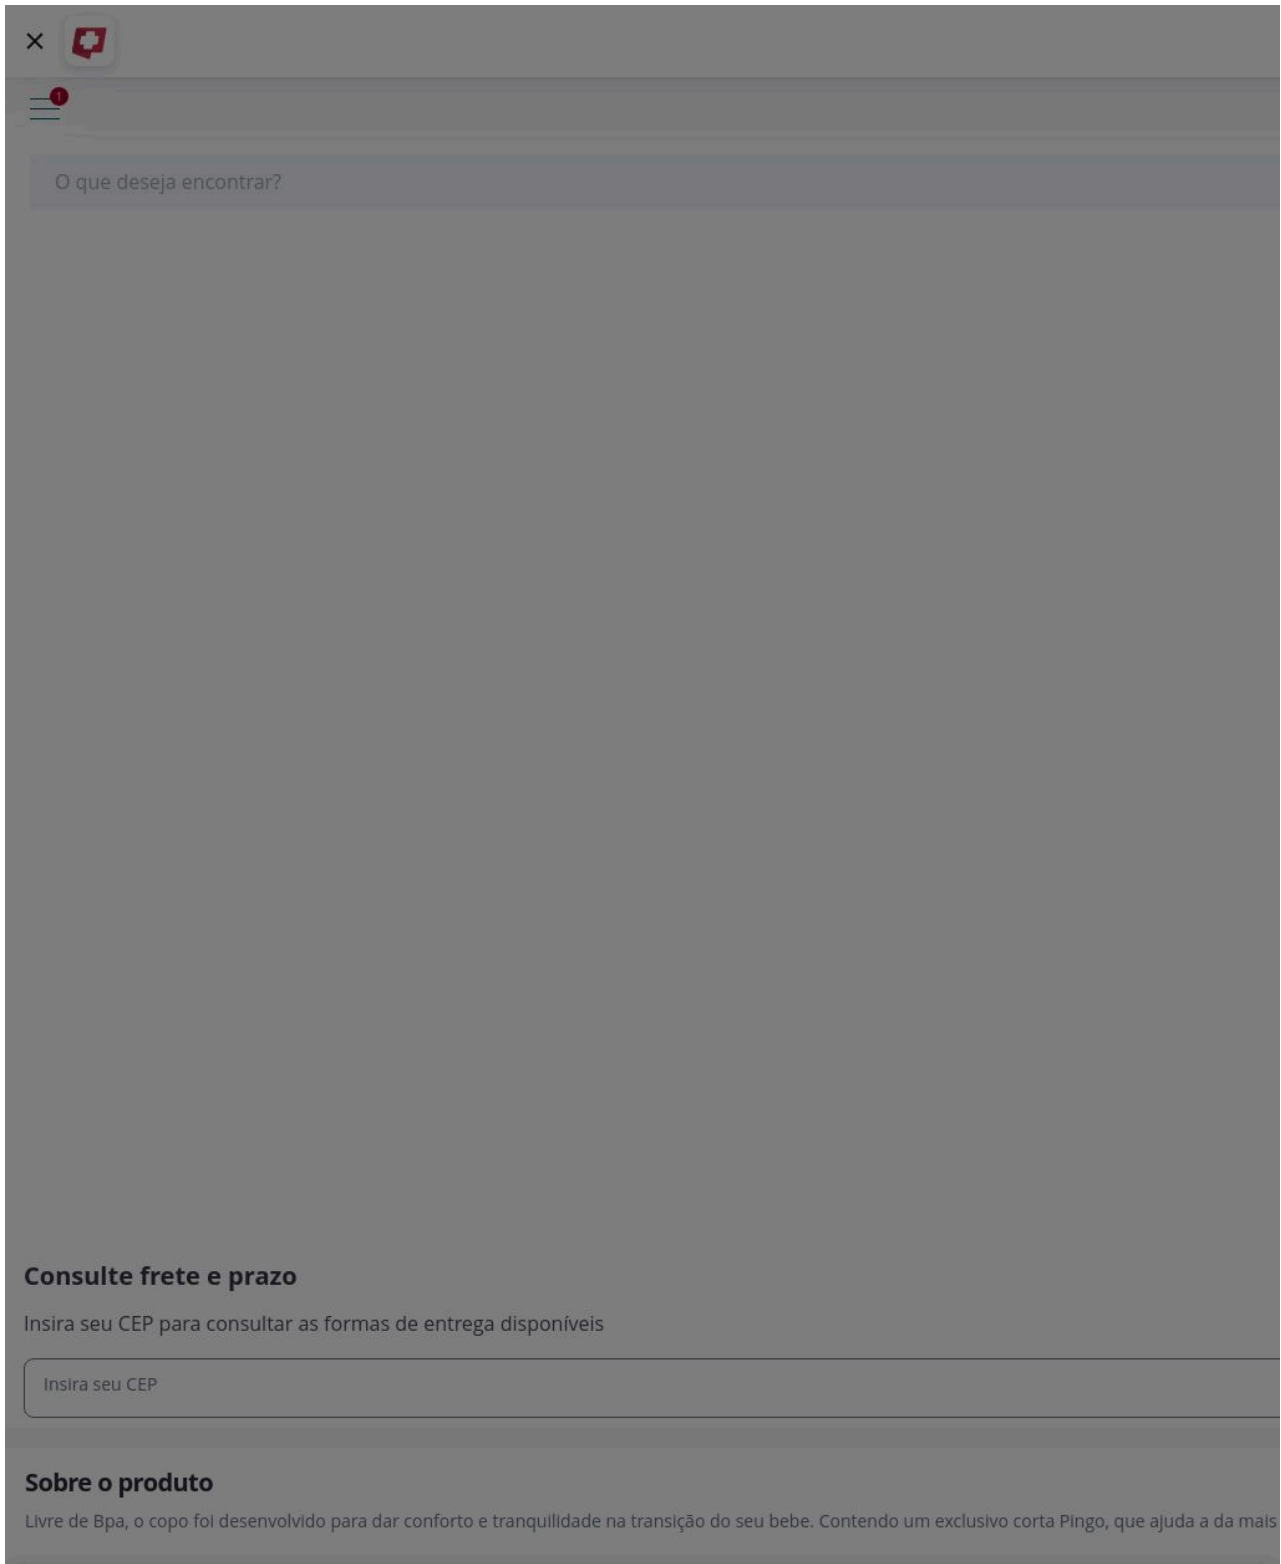 1
O que deseja encontrar?
Consulte frete e prazo
Insira seu CEP para consultar as formas de entrega disponíveis
Insira seu CEP
Sobre o produto
Livre de Bpa, o copo foi desenvolvido para dar conforto e tranquilidade na transição do seu bebe. Contendo um exclusivo corta Pingo, que ajuda a da mais